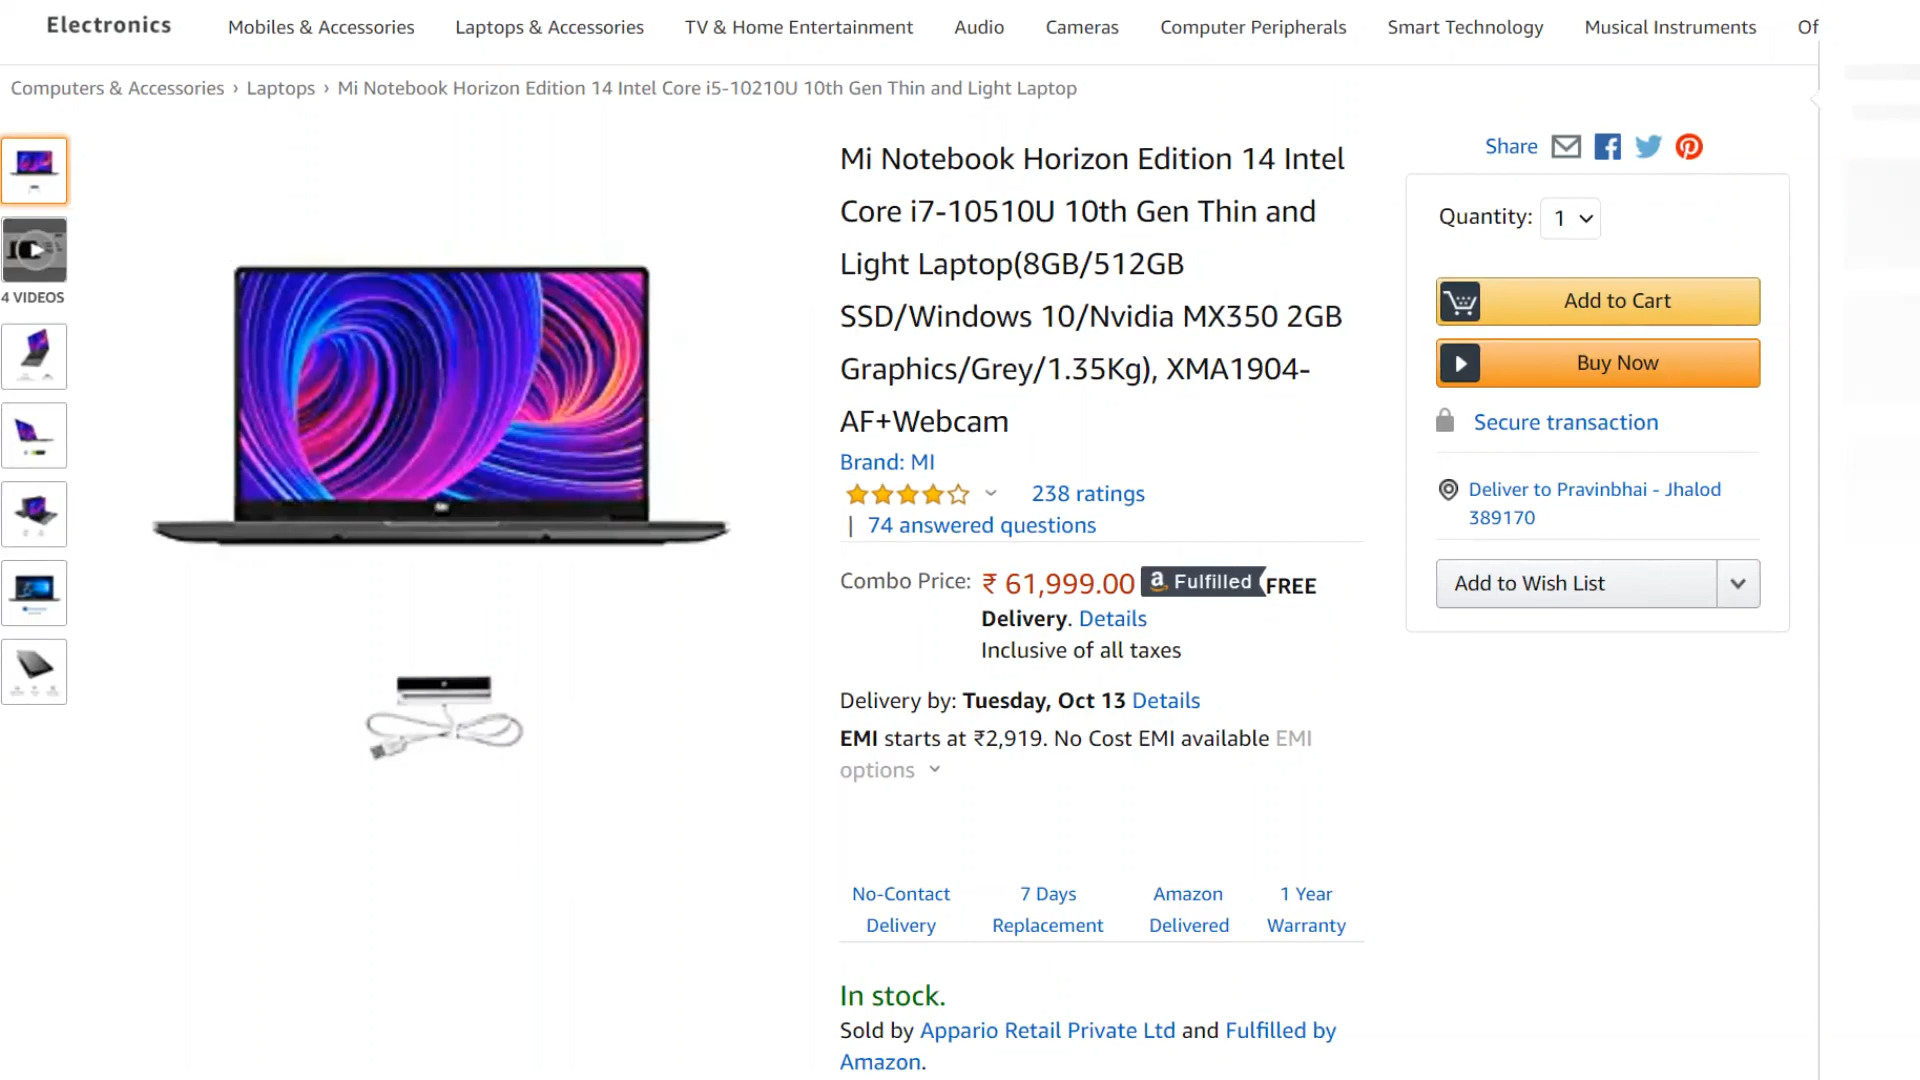 Electronics Mobiles & Accessories Laptops & Accessories TV & Home Entertainment Audio Cameras Computer Peripherals Smart Technology Musical Instruments Of
Computers & Accessories › Laptops › Mi Notebook Horizon Edition 14 Intel Core i5-10210U 10th Gen Thin and Light Laptop
4 VIDEOS
Mi Notebook Horizon Edition 14 Intel
Core i7-10510U 10th Gen Thin and
Light Laptop(8GB/512GB
SSD/Windows 10/Nvidia MX350 2GB
Graphics/Grey/1.35Kg), XMA1904-
AF+Webcam
Brand: MI
238 ratings
| 74 answered questions
Combo Price: ₹ 61,999.00 a Fulfilled FREE
Delivery. Details
Inclusive of all taxes
Delivery by: Tuesday, Oct 13 Details
EMI starts at ₹2,919. No Cost EMI available EMI
options
No-Contact
Delivery
7 Days
Replacement
Amazon
Delivered
1 Year
Warranty
In stock.
Sold by Appario Retail Private Ltd and Fulfilled by
Amazon.
Share
Quantity: 1
Add to Cart
Buy Now
Secure transaction
Deliver to Pravinbhai - Jhalod
389170
Add to Wish List